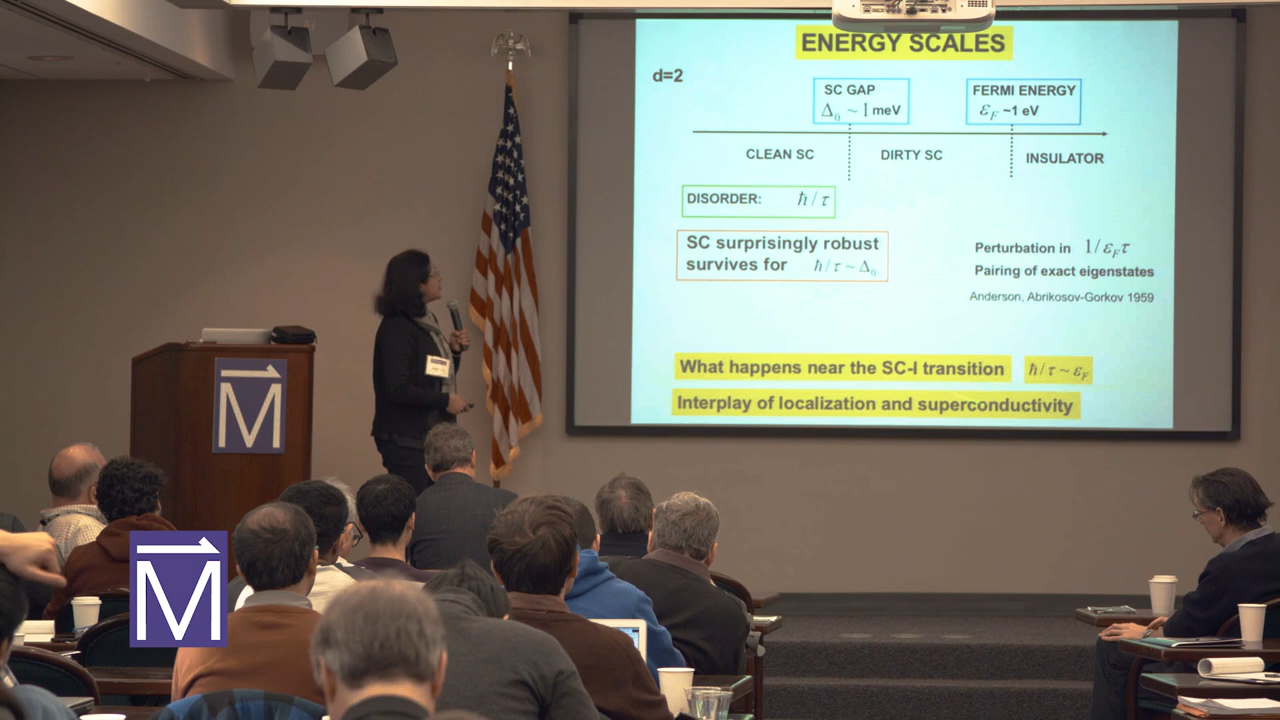 ENERGY SCALES
d=2
SC GAP
Δ₀ ~ 1 meV
FERMI ENERGY
ε_F ~1 eV
CLEAN SC
DIRTY SC
INSULATOR
DISORDER: ħ / τ
SC surprisingly robust
survives for ħ / τ ~ Δ₀
Perturbation in 1/ε_Fτ
Pairing of exact eigenstates
Anderson, Abrikosov-Gorkov 1959
What happens near the SC-I transition ħ / τ ~ ε_F
Interplay of localization and superconductivity
M
M